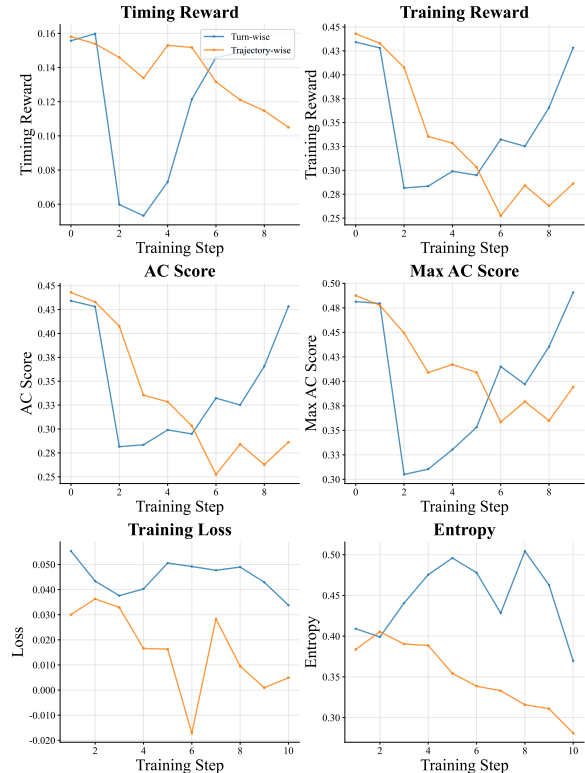 Timing Reward
Timing Reward
0.16
0.14
0.12
0.10
0.08
0.06
Turn-wise
Trajectory-wise
0 2 4 6 8
Training Step
Training Reward
Training Reward
0.45
0.43
0.40
0.38
0.35
0.33
0.30
0.28
0.25
0 2 4 6 8
Training Step
AC Score
AC Score
0.45
0.43
0.40
0.38
0.35
0.33
0.30
0.28
0.25
0 2 4 6 8
Training Step
Max AC Score
Max AC Score
0.50
0.48
0.45
0.43
0.40
0.38
0.35
0.33
0.30
0 2 4 6 8
Training Step
Training Loss
Loss
0.050
0.040
0.030
0.020
0.010
0.000
-0.010
-0.020
2 4 6 8 10
Training Step
Entropy
Entropy
0.50
0.45
0.40
0.35
0.30
2 4 6 8 10
Training Step